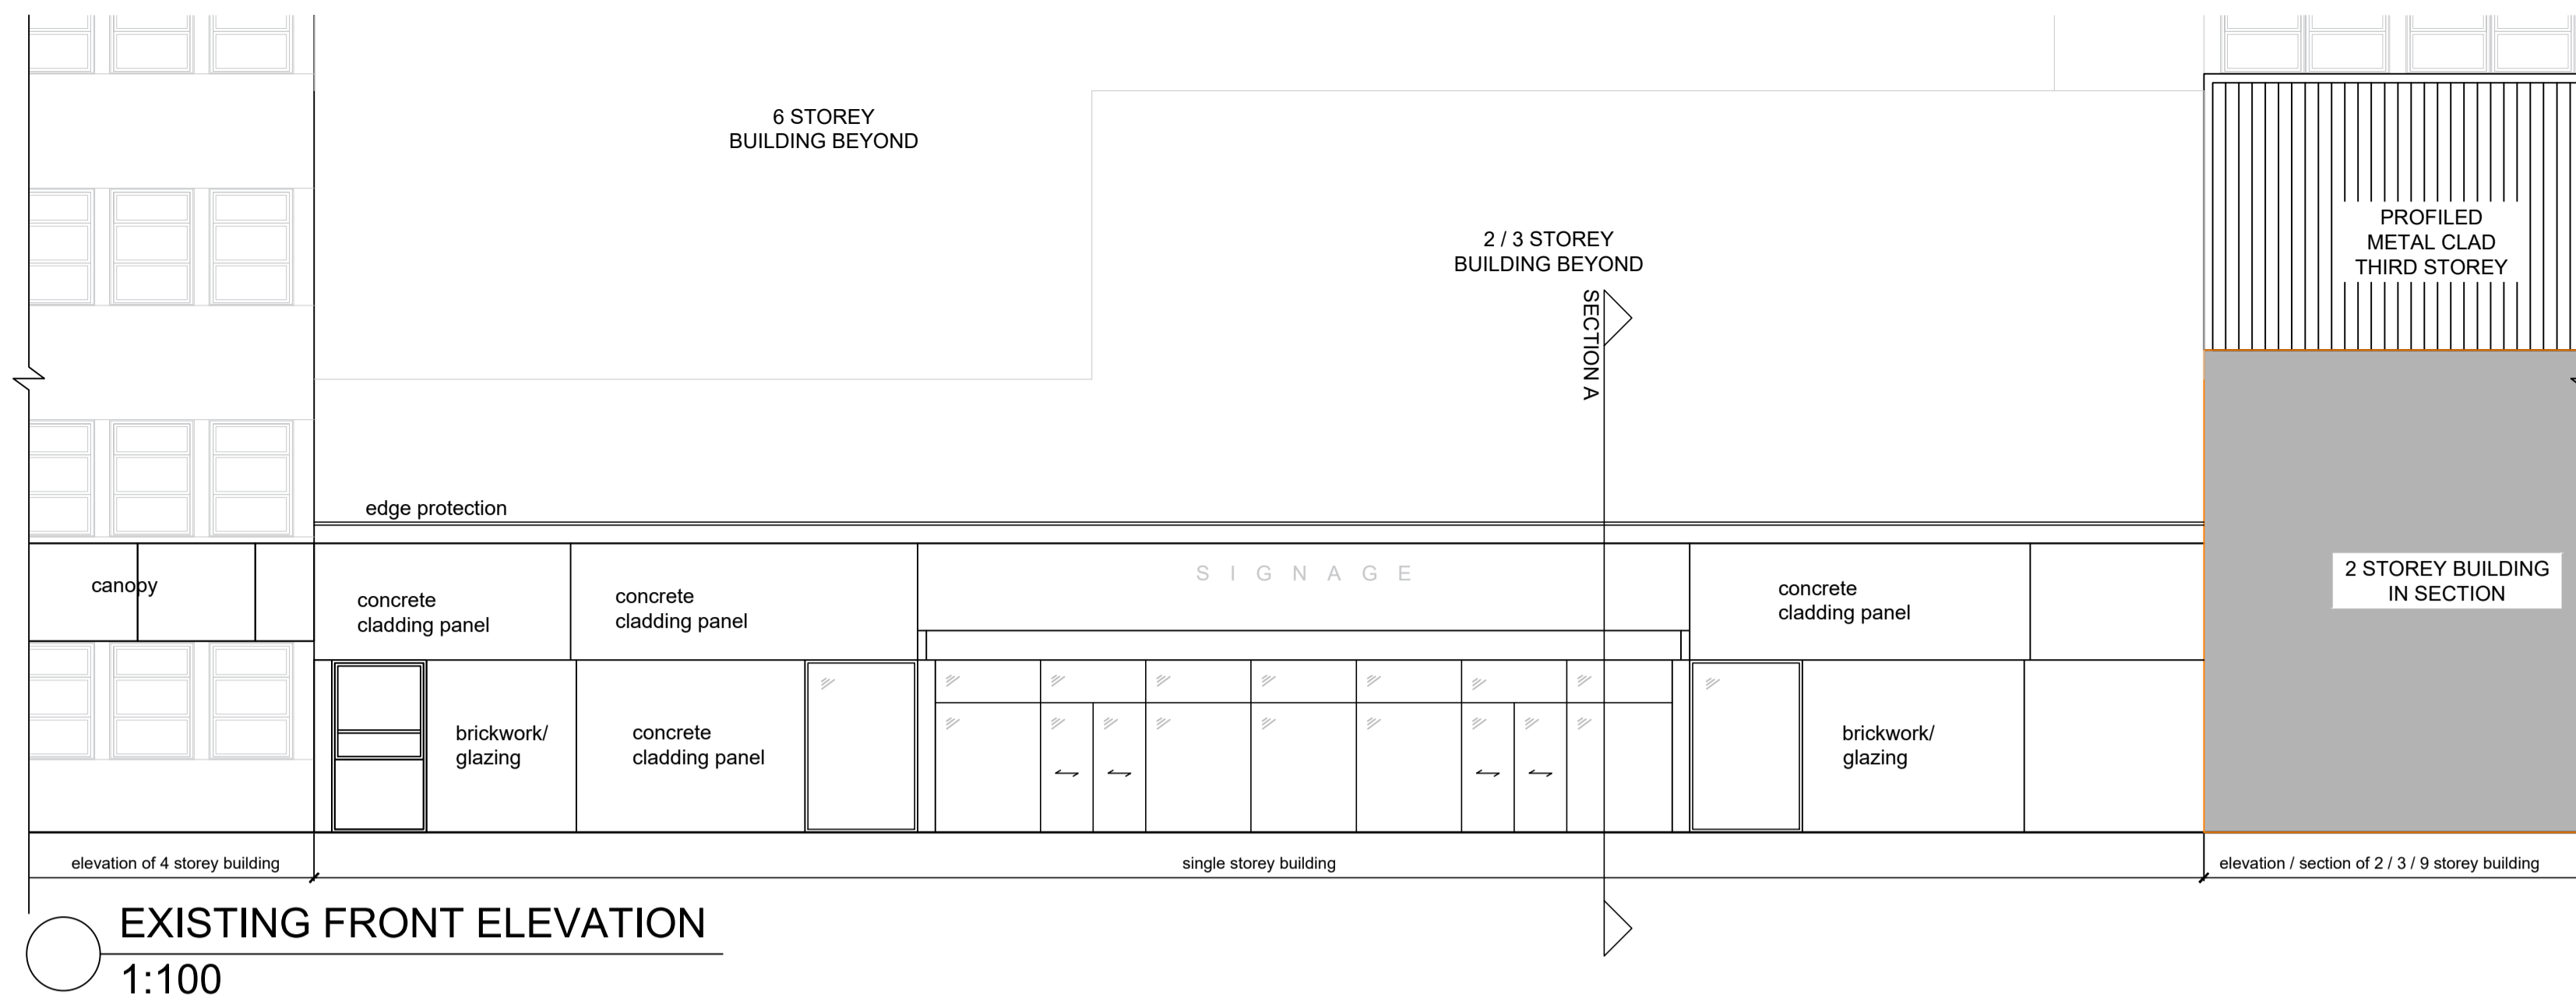 6 STOREY
BUILDING BEYOND
2 / 3 STOREY
BUILDING BEYOND
SECTION A
PROFILED
METAL CLAD
THIRD STOREY
edge protection
canopy
concrete
cladding panel
concrete
cladding panel
SIGNAGE
concrete
cladding panel
2 STOREY BUILDING
IN SECTION
brickwork/
glazing
concrete
cladding panel
brickwork/
glazing
elevation of 4 storey building
single storey building
elevation / section of 2 / 3 / 9 storey building
EXISTING FRONT ELEVATION
1:100